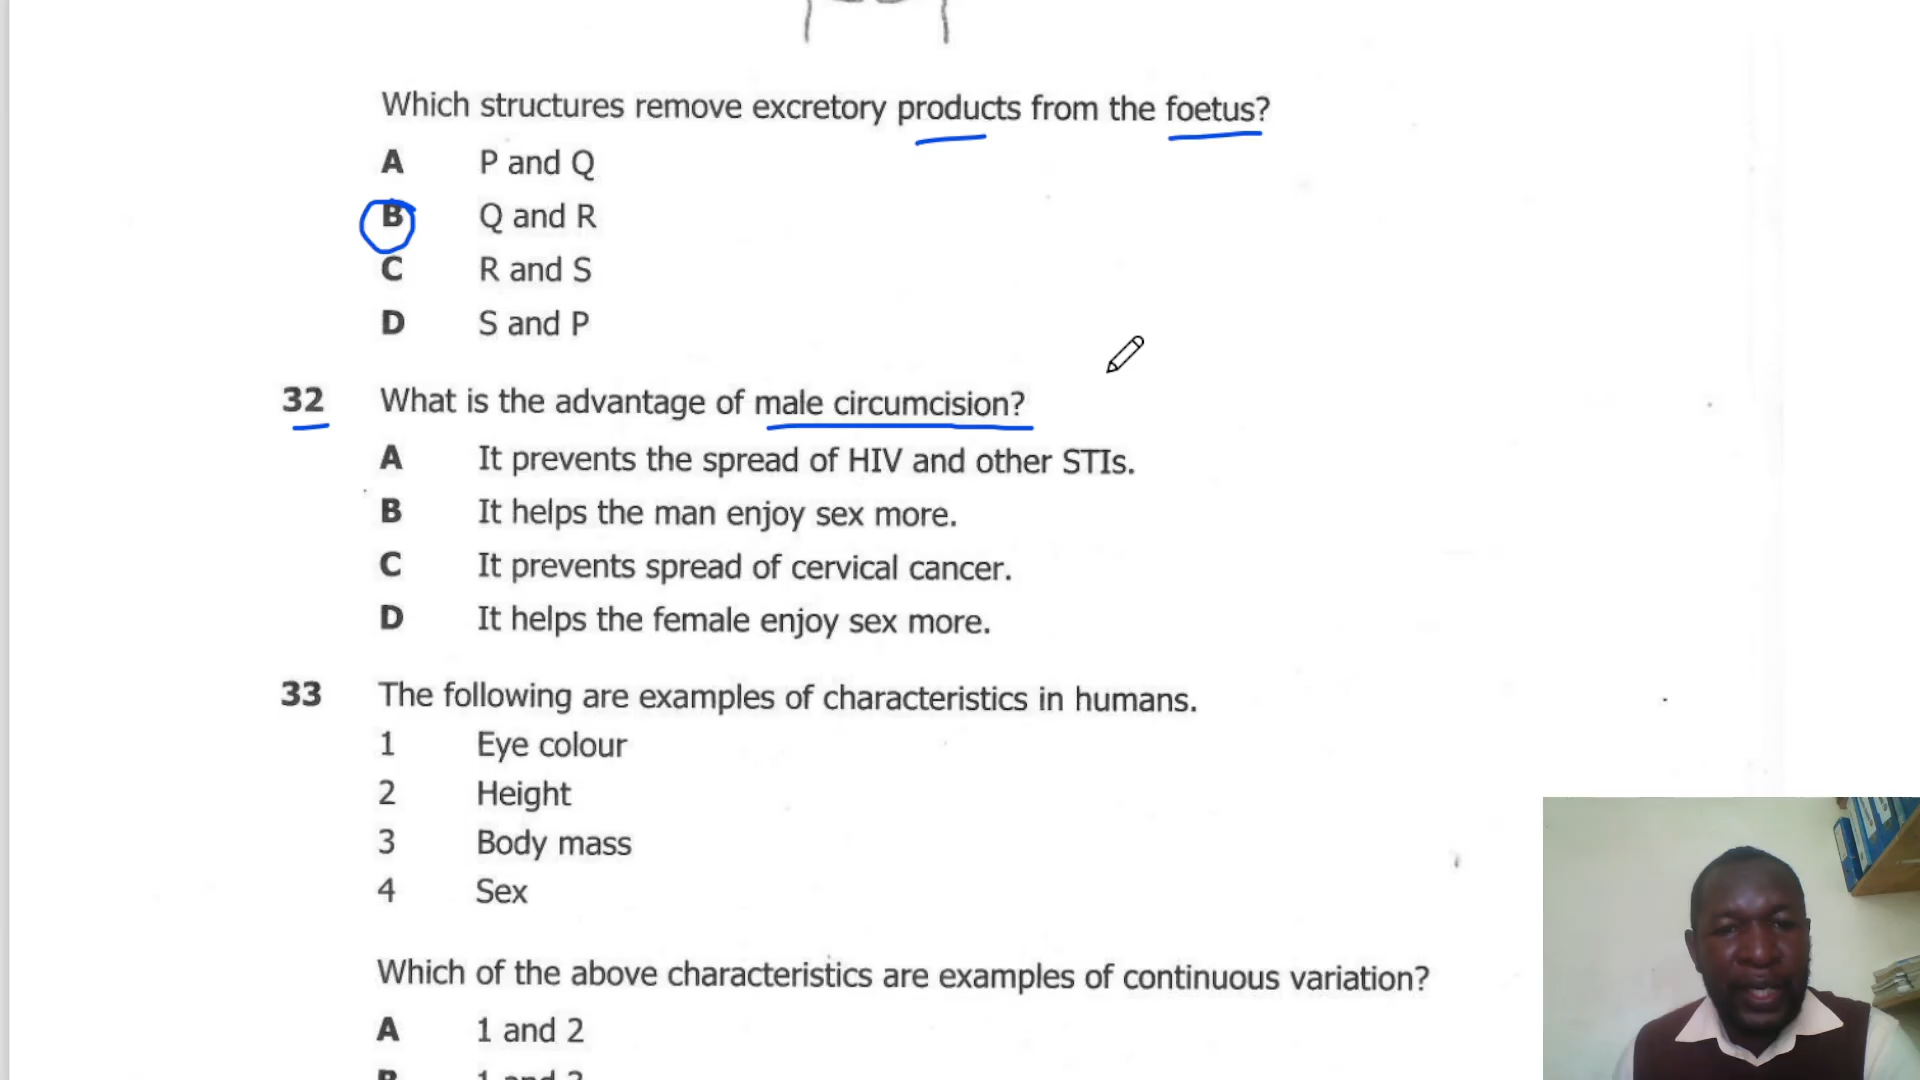 Which structures remove excretory products from the foetus?
A P and Q
B Q and R
C R and S
D S and P
32 What is the advantage of male circumcision?
A It prevents the spread of HIV and other STIs.
B It helps the man enjoy sex more.
C It prevents spread of cervical cancer.
D It helps the female enjoy sex more.
33 The following are examples of characteristics in humans.
1 Eye colour
2 Height
3 Body mass
4 Sex
Which of the above characteristics are examples of continuous variation?
A 1 and 2
B 1 and 3